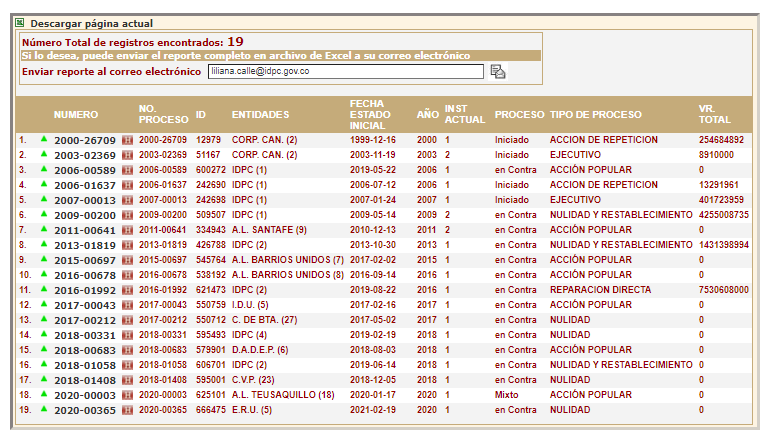 Descargar página actual
Número Total de registros encontrados: 19
Si lo desea, puede enviar el reporte completo en archivo de Excel a su correo electrónico
Enviar reporte al correo electrónico liliana.calle@idpc.gov.co
NUMERO NO. PROCESO ID ENTIDADES FECHA ESTADO INICIAL AÑO INST ACTUAL PROCESO TIPO DE PROCESO VR. TOTAL
1. 2000-26709 2000-26709 12979 CORP. CAN. (2) 1999-12-16 2000 1 Iniciado ACCION DE REPETICION 254684892
2. 2003-02369 2003-02369 51167 CORP. CAN. (2) 2003-11-19 2003 2 Iniciado EJECUTIVO 8910000
3. 2006-00589 2006-00589 600272 IDPC (1) 2019-05-22 2006 1 en Contra ACCIÓN POPULAR 0
4. 2006-01637 2006-01637 242690 IDPC (1) 2006-07-12 2006 1 Iniciado ACCION DE REPETICION 13291961
5. 2007-00013 2007-00013 242698 IDPC (1) 2007-01-24 2007 1 Iniciado EJECUTIVO 401723959
6. 2009-00200 2009-00200 509507 IDPC (1) 2009-05-14 2009 2 en Contra NULIDAD Y RESTABLECIMIENTO 4255008735
7. 2011-00641 2011-00641 334943 A.L. SANTAFE (9) 2010-12-13 2011 2 en Contra ACCIÓN POPULAR 0
8. 2013-01819 2013-01819 426788 IDPC (2) 2013-10-30 2013 1 en Contra NULIDAD Y RESTABLECIMIENTO 1431398994
9. 2015-00697 2015-00697 545764 A.L. BARRIOS UNIDOS (7) 2017-02-02 2015 1 en Contra ACCIÓN POPULAR 0
10. 2016-00678 2016-00678 538192 A.L. BARRIOS UNIDOS (8) 2016-09-14 2016 1 en Contra ACCIÓN POPULAR 0
11. 2016-01992 2016-01992 621473 IDPC (2) 2019-08-22 2016 1 en Contra REPARACION DIRECTA 7530608000
12. 2017-00043 2017-00043 550759 I.D.U. (5) 2017-02-16 2017 1 en Contra ACCIÓN POPULAR 0
13. 2017-00212 2017-00212 550712 C. DE BTA. (27) 2017-05-02 2017 1 en Contra NULIDAD 0
14. 2018-00331 2018-00331 595493 IDPC (4) 2019-02-19 2018 1 en Contra NULIDAD 0
15. 2018-00683 2018-00683 579901 D.A.D.E.P. (6) 2018-08-03 2018 1 en Contra ACCIÓN POPULAR 0
16. 2018-01058 2018-01058 606701 IDPC (2) 2019-06-14 2018 1 en Contra NULIDAD Y RESTABLECIMIENTO 0
17. 2018-01408 2018-01408 595001 C.V.P. (23) 2018-12-05 2018 1 en Contra NULIDAD 0
18. 2020-00003 2020-00003 625101 A.L. TEUSAQUILLO (18) 2020-01-17 2020 1 Mixto ACCIÓN POPULAR 0
19. 2020-00365 2020-00365 666475 E.R.U. (5) 2021-02-19 2020 1 en Contra NULIDAD 0